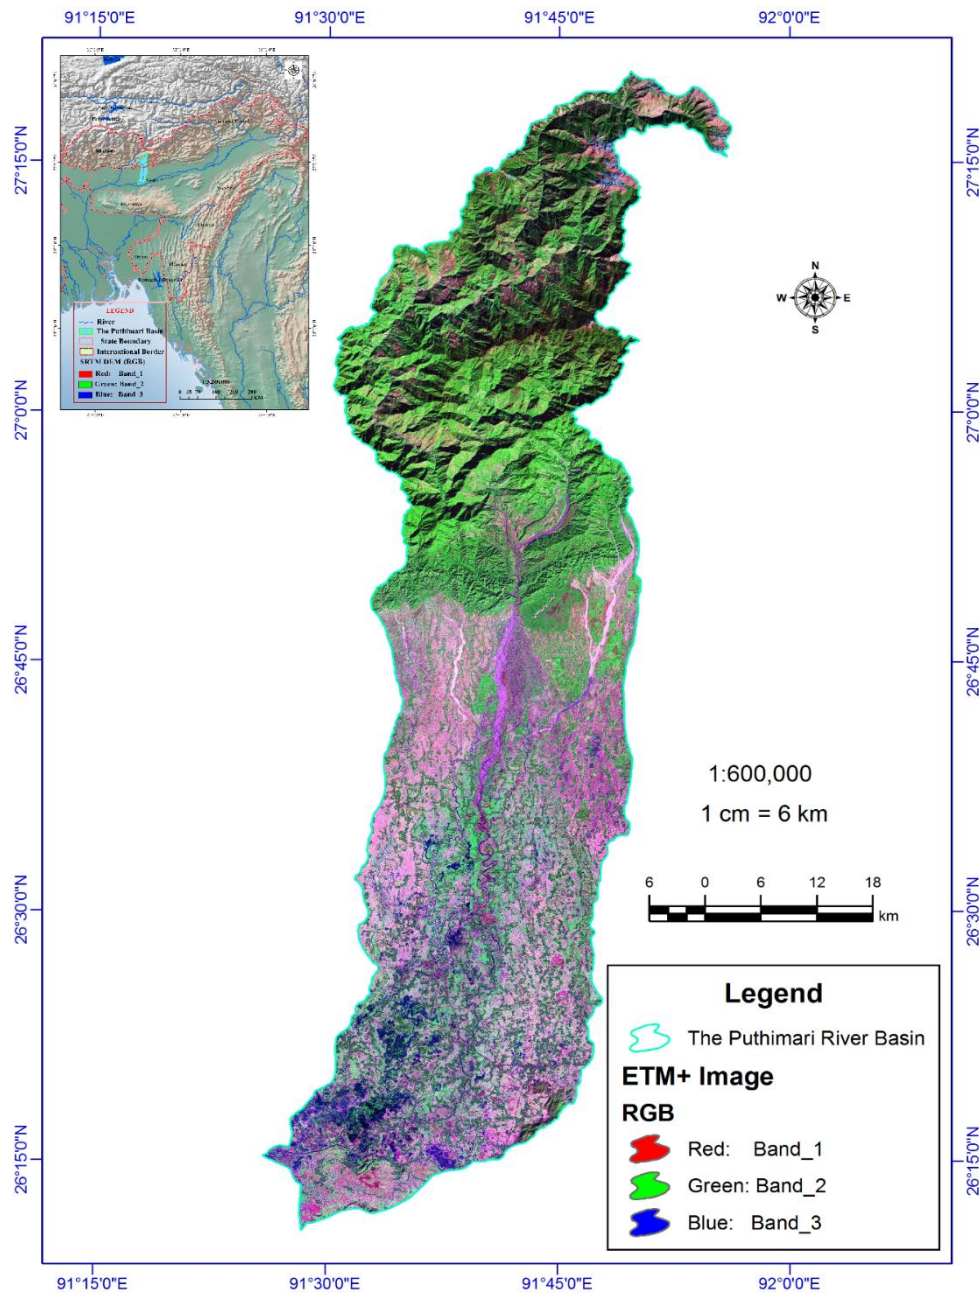 91°15'0"E 91°30'0"E 91°45'0"E 92°0'0"E
27°15'0"N 27°15'0"N
N
W E
S
LEGEND
River
The Puthimari Basin
State Boundary
International Border
SRTM DEM (RGB)
Red: Band_1
Green: Band_2
Blue: Band_3
27°0'0"N 27°0'0"N
26°45'0"N 26°45'0"N
1:600,000
1 cm = 6 km
6 0 6 12 18
km
26°30'0"N 26°30'0"N
Legend
The Puthimari River Basin
ETM+ Image
RGB
Red: Band_1
Green: Band_2
Blue: Band_3
26°15'0"N 26°15'0"N
91°15'0"E 91°30'0"E 91°45'0"E 92°0'0"E